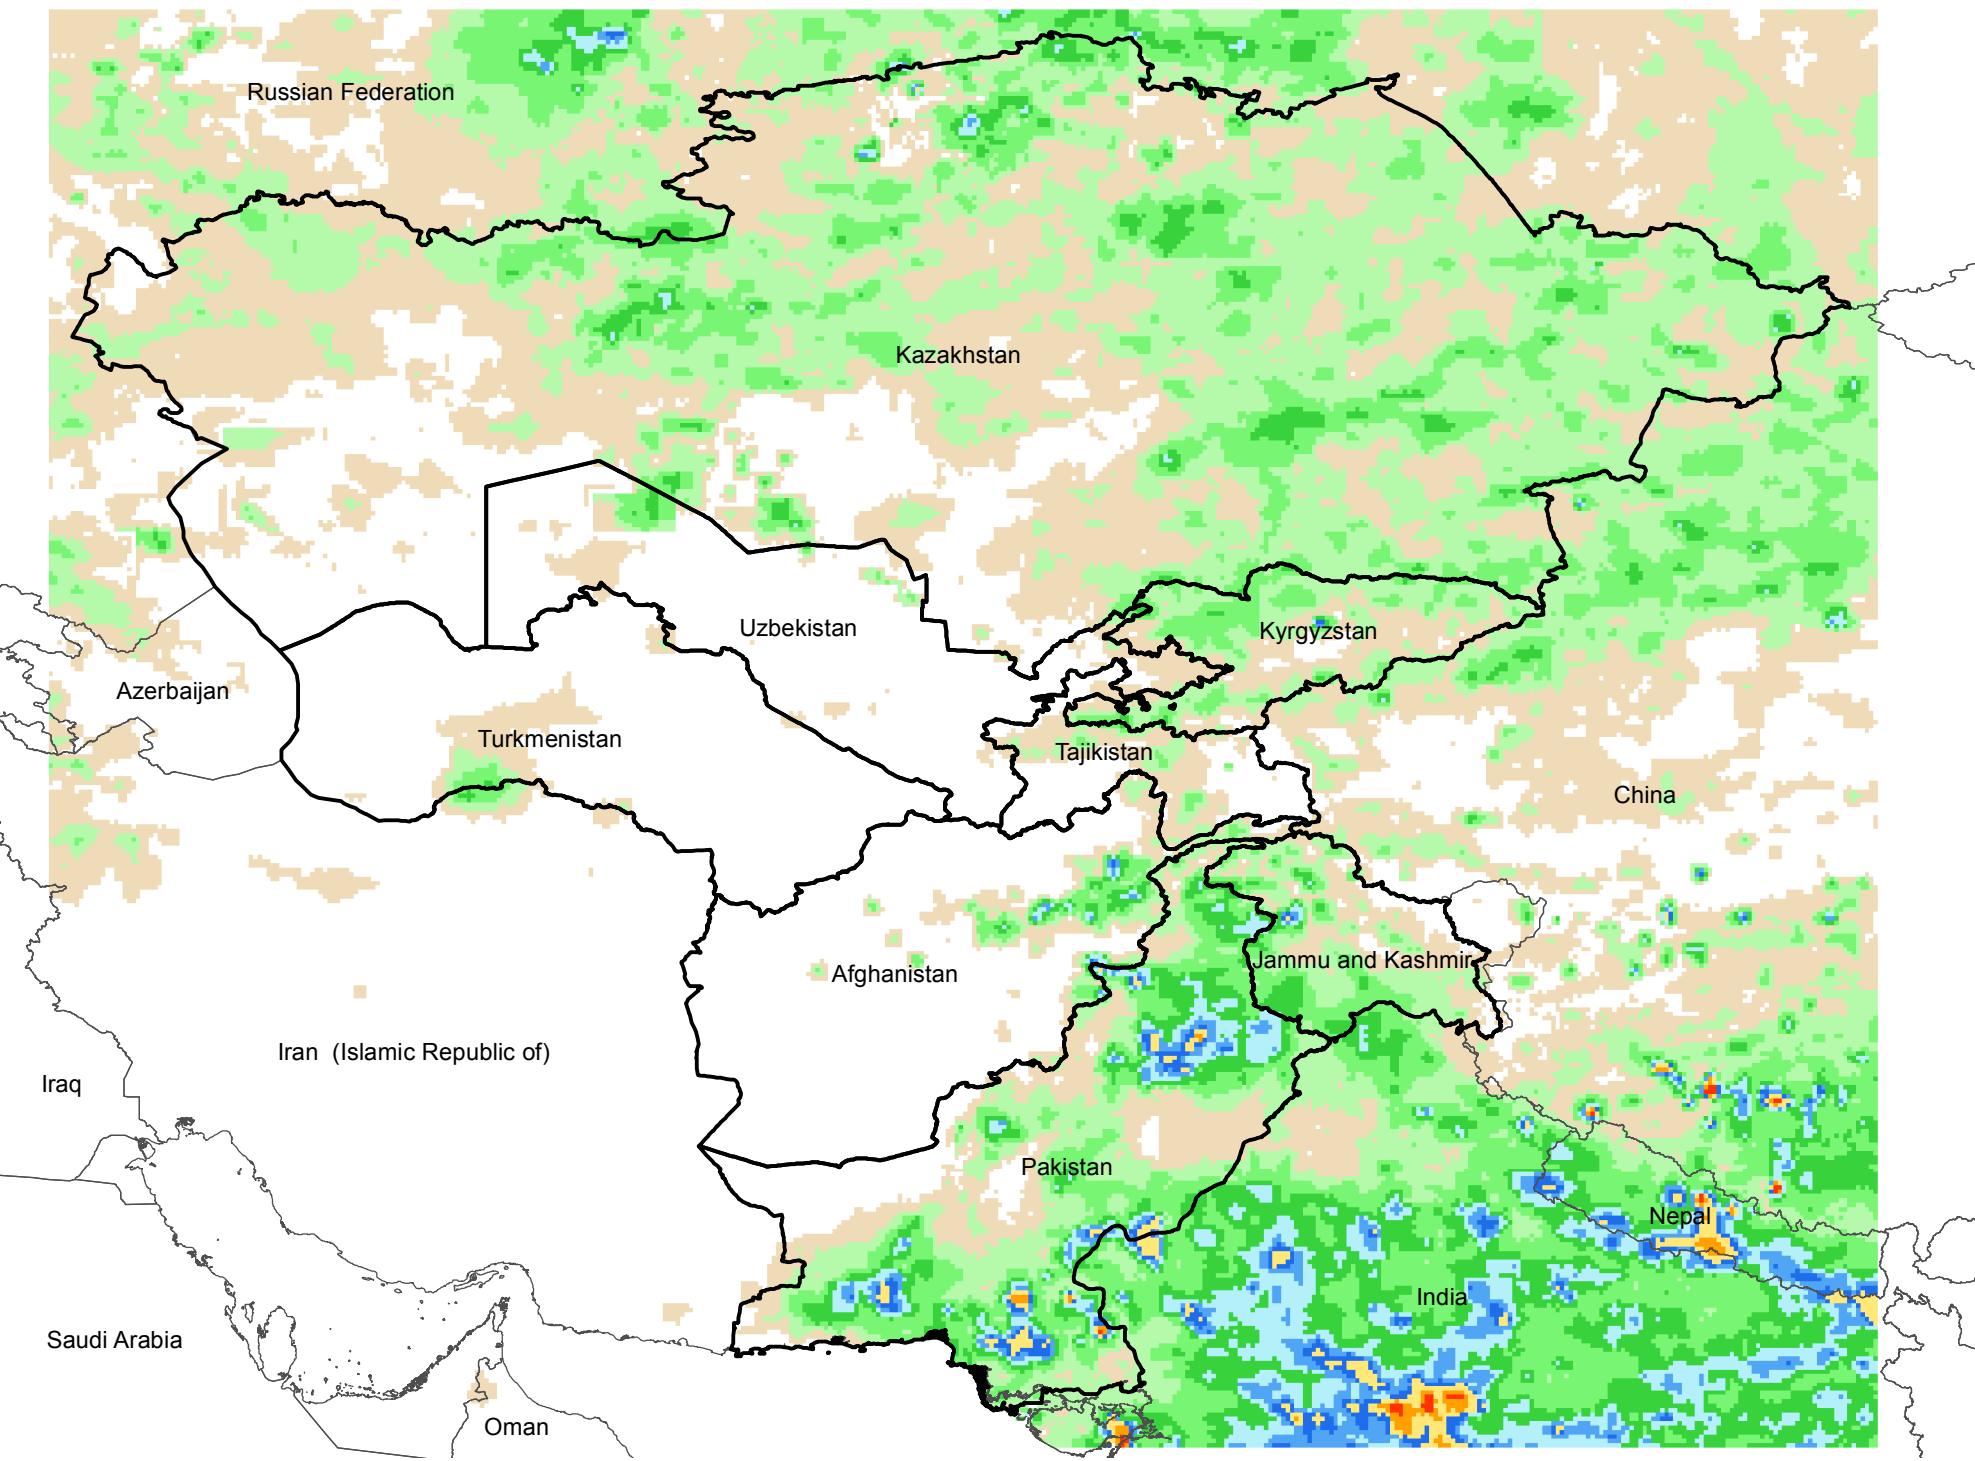 Russian Federation
Kazakhstan
Uzbekistan
Kyrgyzstan
Azerbaijan
Turkmenistan
Tajikistan
China
Afghanistan
Jammu and Kashmir
Iran  (Islamic Republic of)
Iraq
Pakistan
Nepal
India
Saudi Arabia
Oman